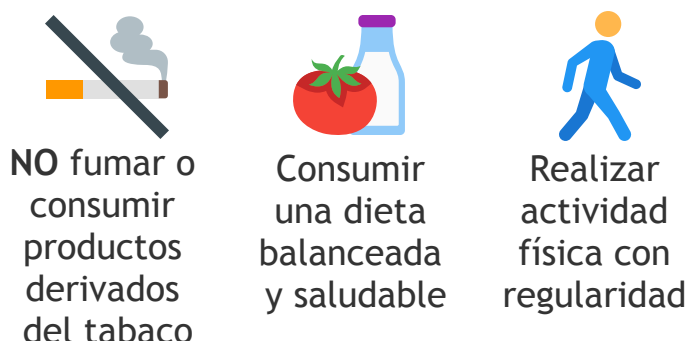 NO fumar o
consumir
productos
derivados
del tabaco
Consumir
una dieta
balanceada
y saludable
Realizar
actividad
física con
regularidad